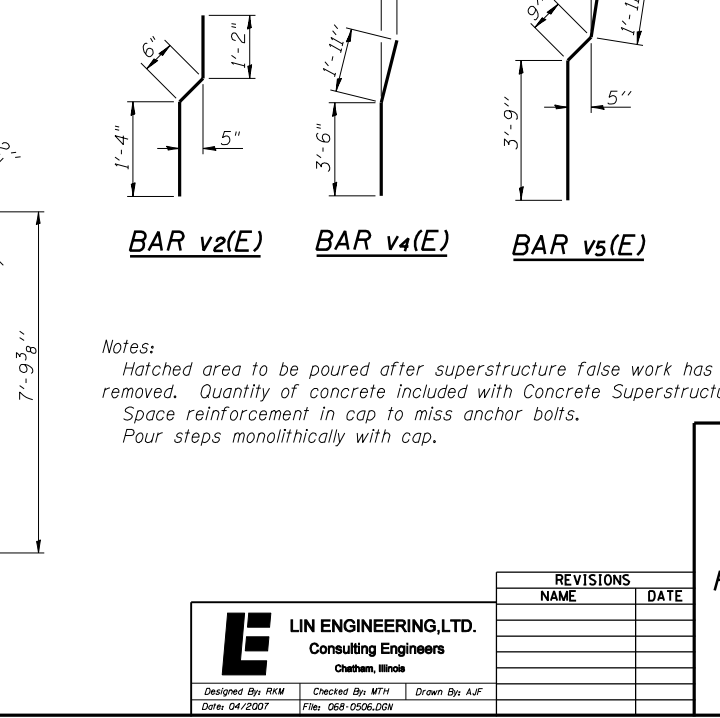 6"
1'-2"
1'-4"
5"
BAR v2(E)
1'-11"
3'-6"
BAR v4(E)
9"
3'-9"
5"
BAR v5(E)
7'-9 3/8"
Notes:
Hatched area to be poured after superstructure false work has
removed. Quantity of concrete included with Concrete Superstructu
Space reinforcement in cap to miss anchor bolts.
Pour steps monolithically with cap.
REVISIONS
NAME DATE
LIN ENGINEERING,LTD.
Consulting Engineers
Chatham, Illinois
Designed By: RKM Checked By: MTH Drawn By: AJF
Date: 04/2007 File: 068-0506.DGN